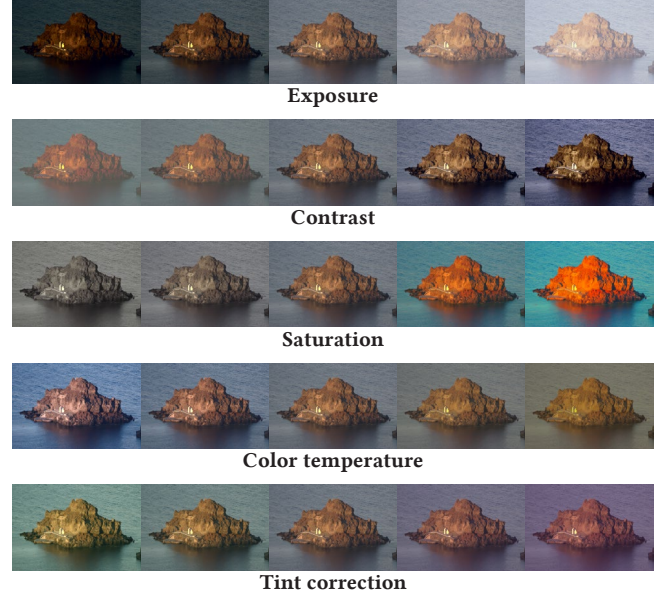 Exposure
Contrast
Saturation
Color temperature
Tint correction